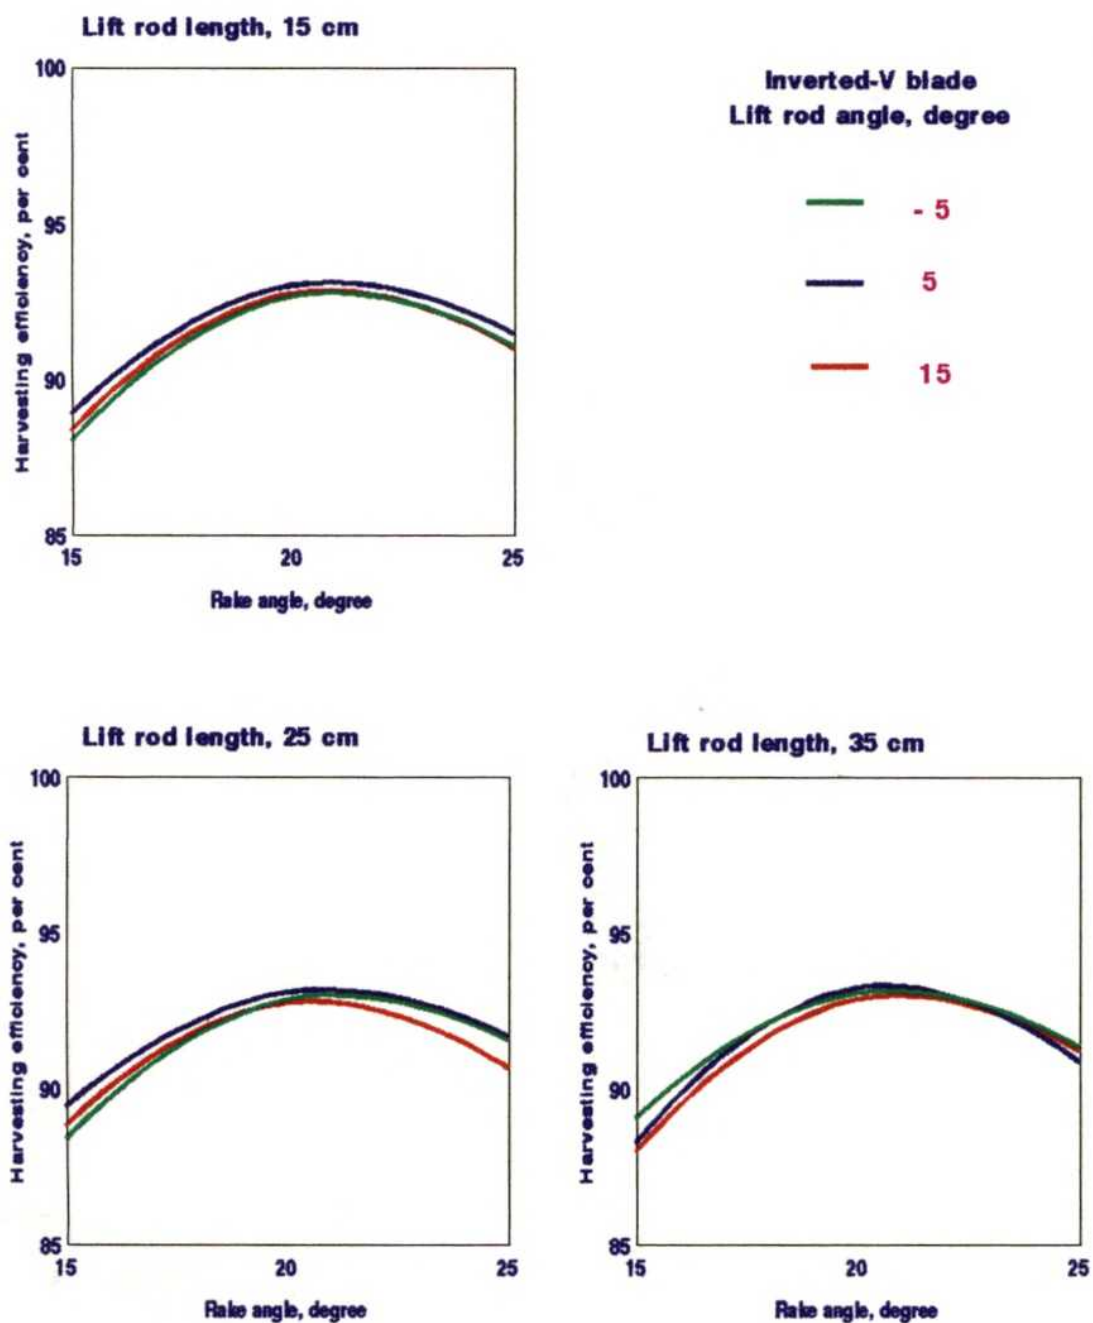 Lift rod length, 15 cm
100
95
90
85
Harvesting efficiency, per cent
15 20 25
Rake angle, degree
Inverted-V blade
Lift rod angle, degree
- 5
5
15
Lift rod length, 25 cm
100
95
90
85
Harvesting efficiency, per cent
15 20 25
Rake angle, degree
Lift rod length, 35 cm
100
95
90
85
Harvesting efficiency, per cent
15 20 25
Rake angle, degree